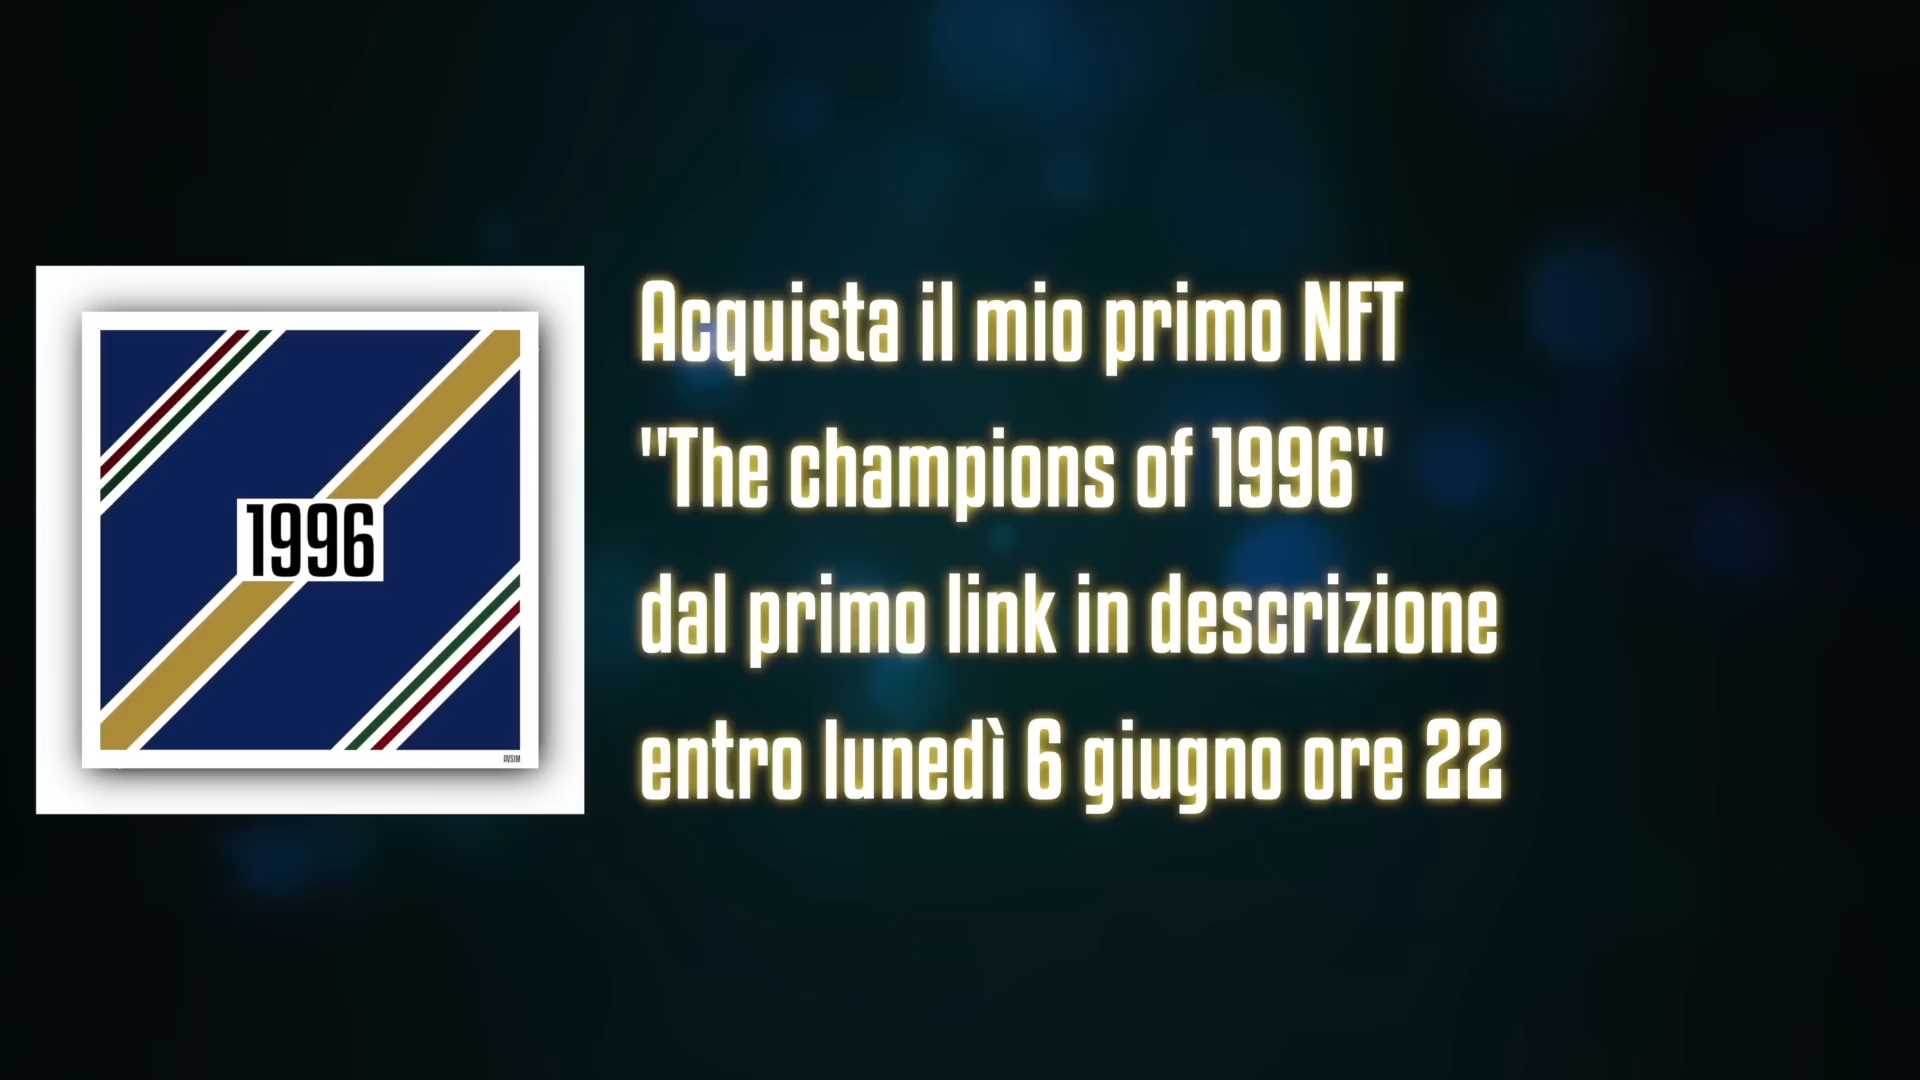 1996
AVSIM
Acquista il mio primo NFT
"The champions of 1996"
dal primo link in descrizione
entro lunedì 6 giugno ore 22